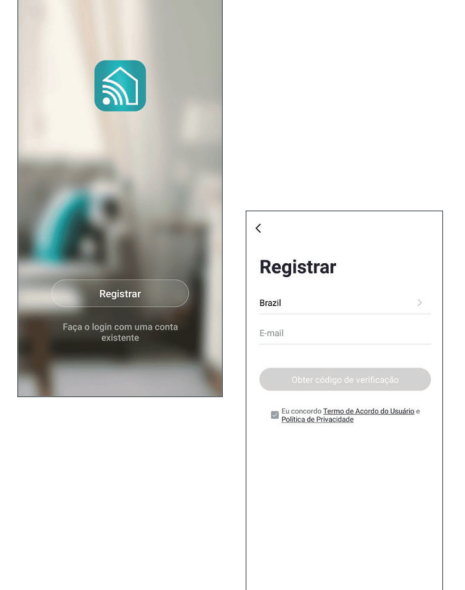 Registrar
Faça o login com uma conta
existente
Registrar
Brazil
E-mail
Obter código de verificação
Eu concordo Termo de Acordo do Usuário e
Política de Privacidade